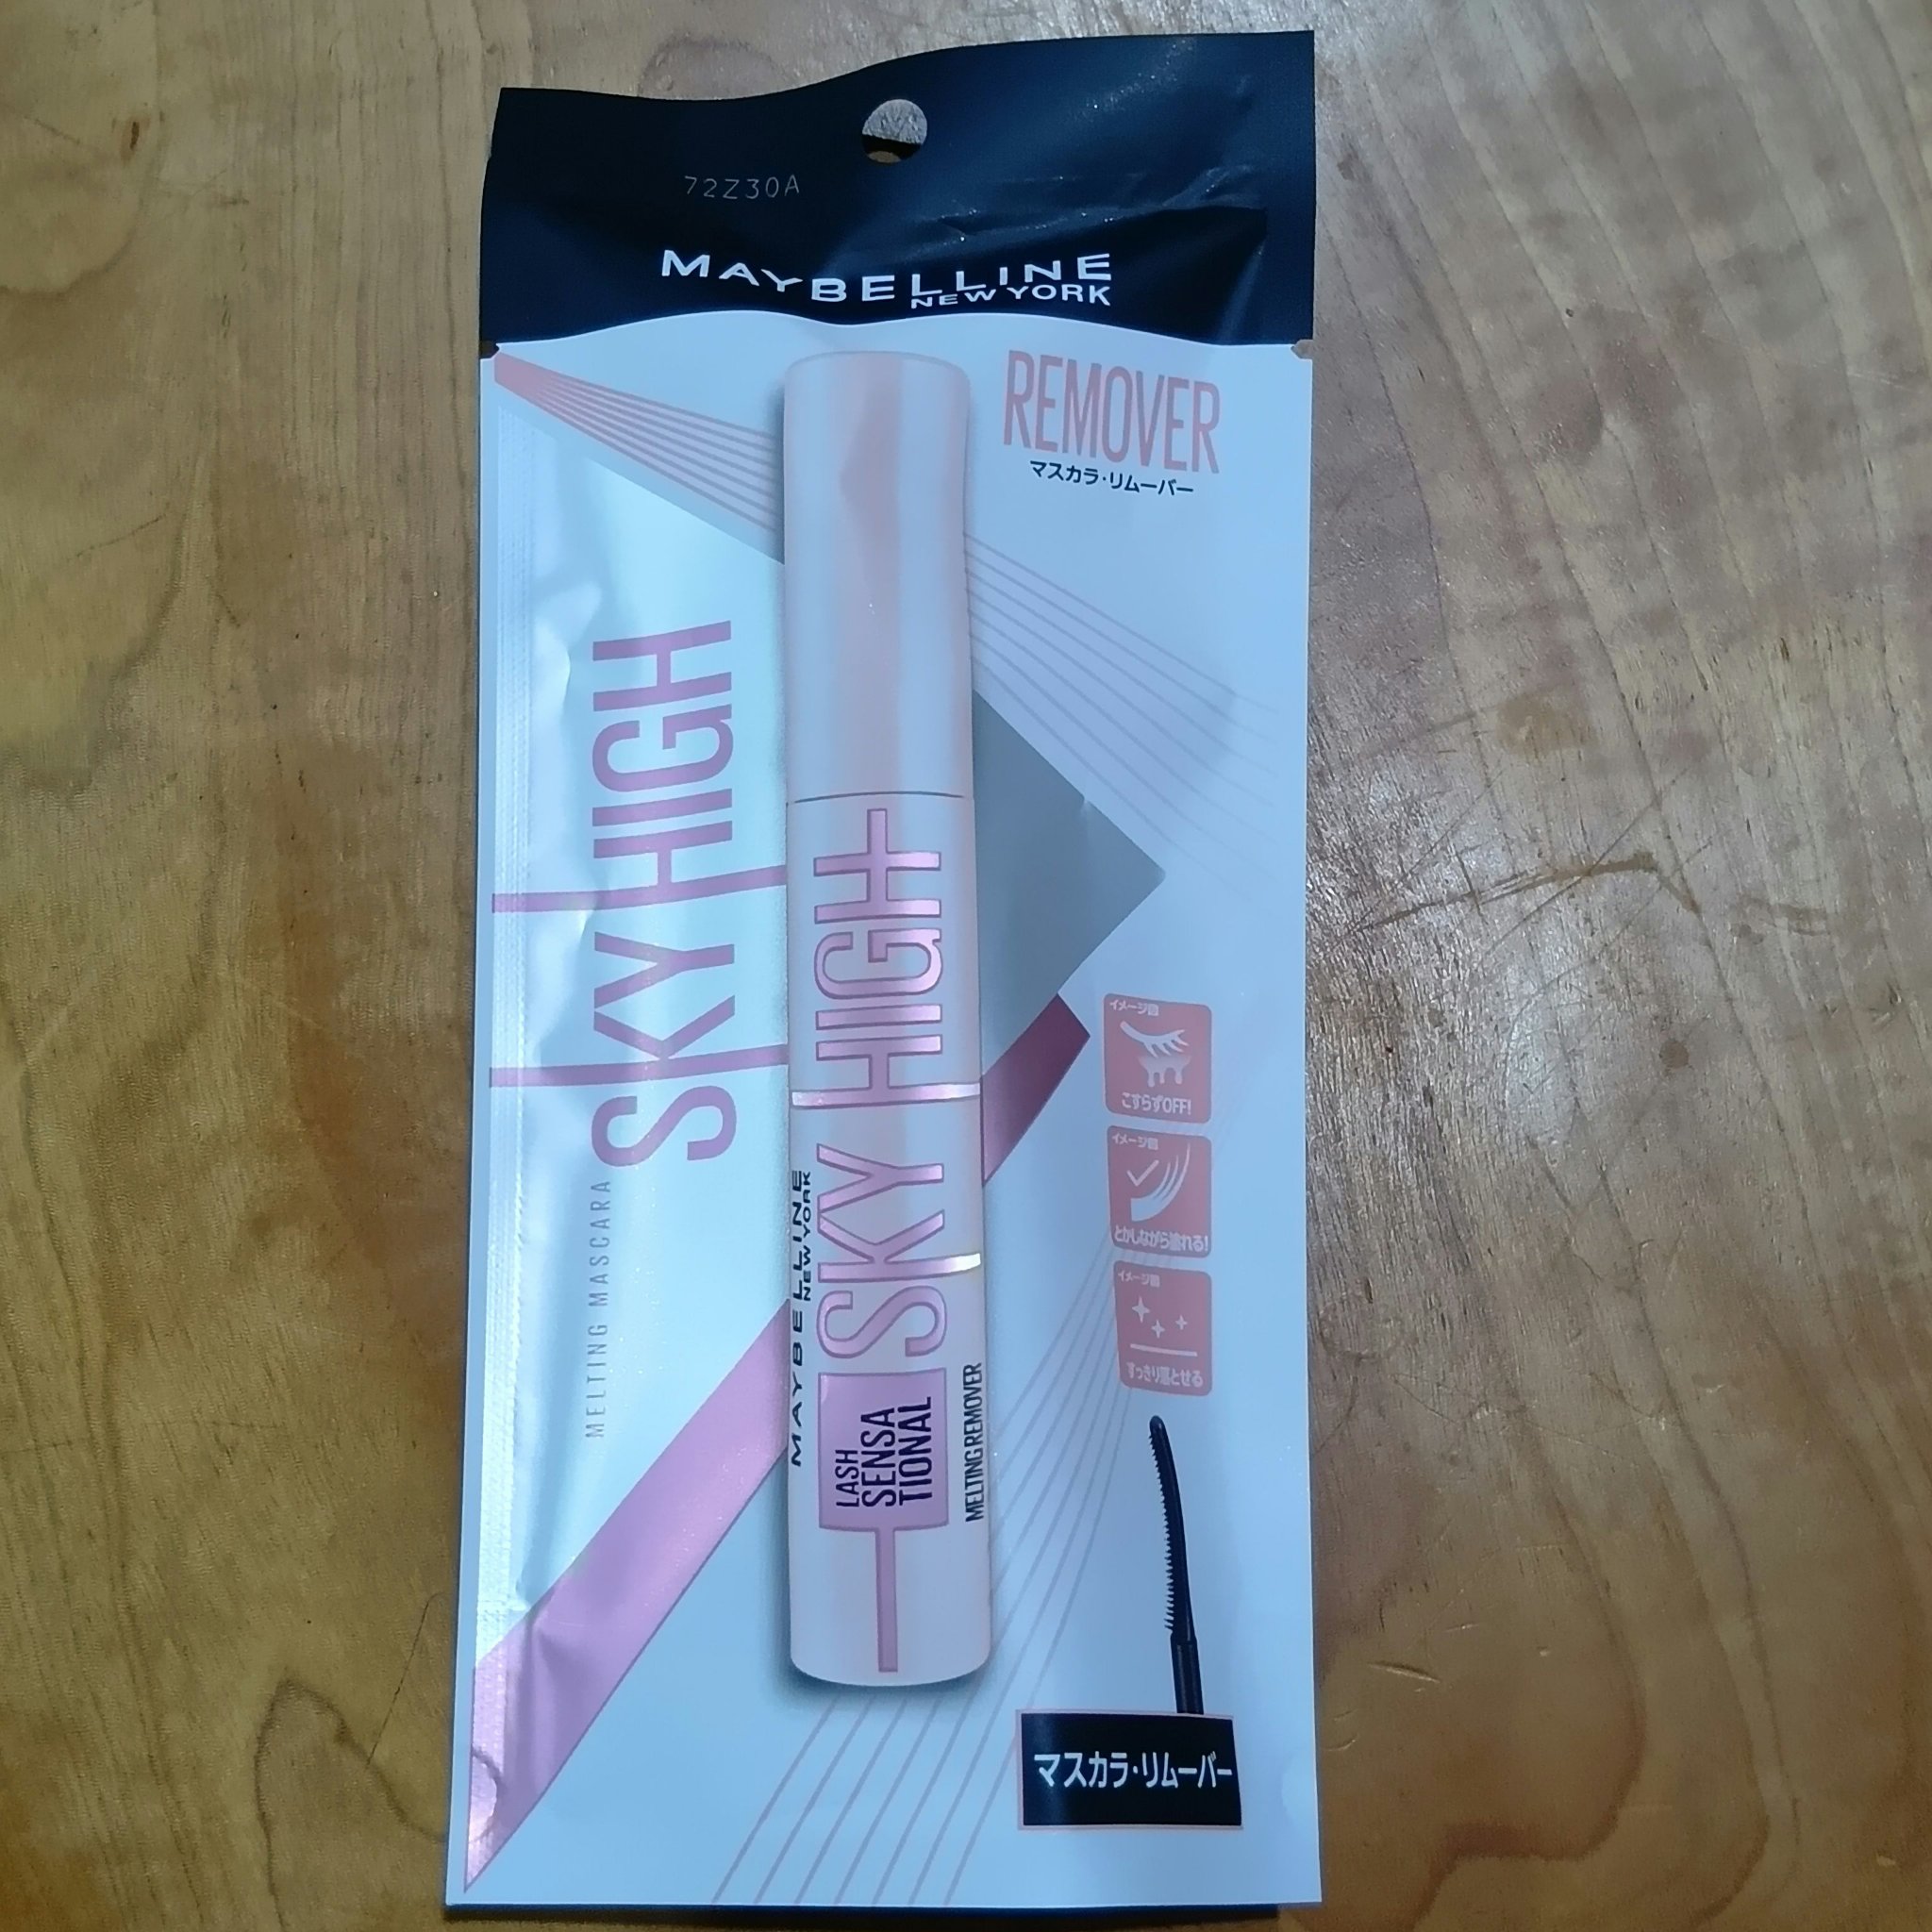 72Z30A
MAYBELLINE
NEW YORK
REMOVER
マスカラ・リムーバー
MELTING MASCARA
SKY HIGH
MAYBELLINE
NEW YORK
LASH
SENSA
TIONAL
SKY HIGH
MELTING REMOVER
イメージ図
こすらずOFF!
イメージ図
とかしながら塗れる!
イメージ図
すっきり落とせる
マスカラ・リムーバー